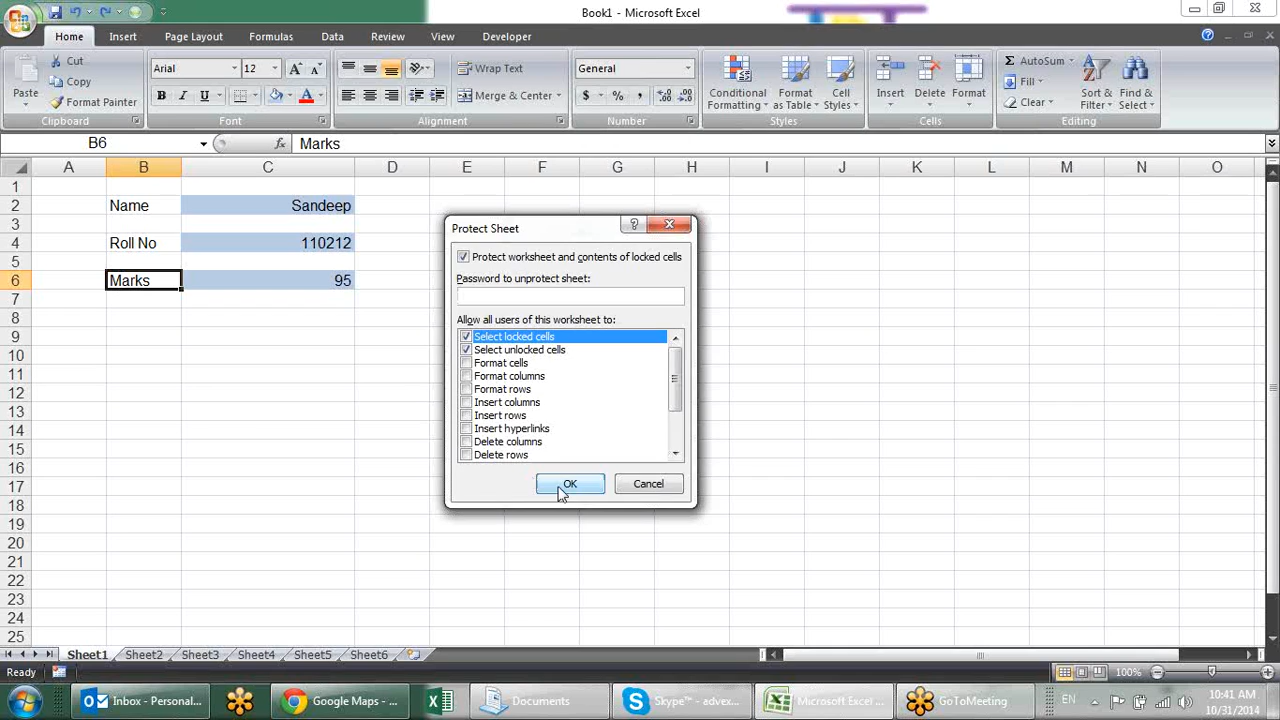 Book1 - Microsoft Excel
Home Insert Page Layout Formulas Data Review View Developer
Paste Cut Copy Format Painter Clipboard
Arial 12 A A B I U A Font
Wrap Text Merge & Center Alignment
General $ % , Number
Conditional Formatting Format as Table Cell Styles Styles
Insert Delete Format Cells
Σ AutoSum Fill Clear Sort & Filter Find & Select Editing
B6 fx Marks
A B C D E F G H I J K L M N O
1
2 Name Sandeep
3
4 Roll No 110212
5
6 Marks 95
7
8
9
10
11
12
13
14
15
16
17
18
19
20
21
22
23
24
25
Protect Sheet
Protect worksheet and contents of locked cells
Password to unprotect sheet:
Allow all users of this worksheet to:
Select locked cells
Select unlocked cells
Format cells
Format columns
Format rows
Insert columns
Insert rows
Insert hyperlinks
Delete columns
Delete rows
OK Cancel
Sheet1 Sheet2 Sheet3 Sheet4 Sheet5 Sheet6
Ready 100%
Inbox - Personal... Google Maps - ... Documents Skype™ - advex... Microsoft Excel ... GoToMeeting EN 10:41 AM
10/31/2014